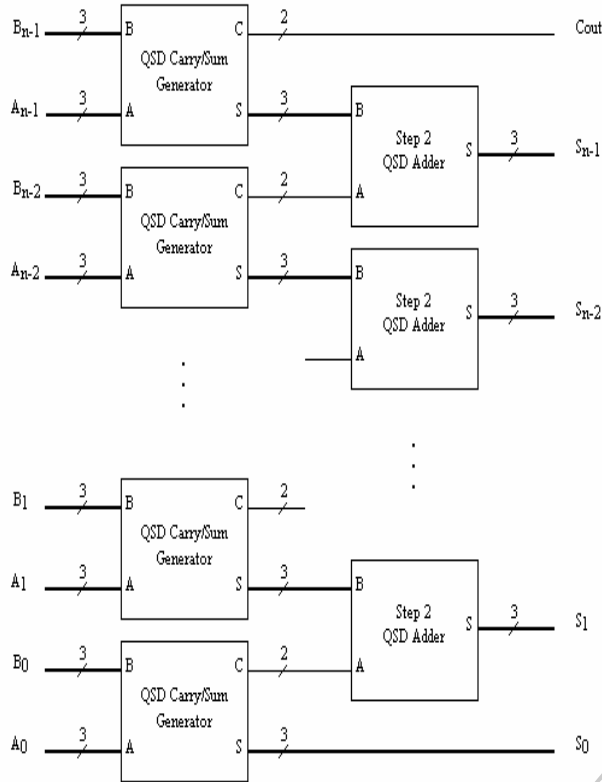 Bn-1 3 B C 2 Cout
QSD Carry/Sum
Generator
An-1 3 A S 3 B
Step 2
QSD Adder
S 3 Sn-1
Bn-2 3 B C 2 A
QSD Carry/Sum
Generator
An-2 3 A S 3 B
Step 2
QSD Adder
S 3 Sn-2
A
B1 3 B C 2
QSD Carry/Sum
Generator
A1 3 A S 3 B
Step 2
QSD Adder
S 3 S1
B0 3 B C 2 A
QSD Carry/Sum
Generator
A0 3 A S 3 S0